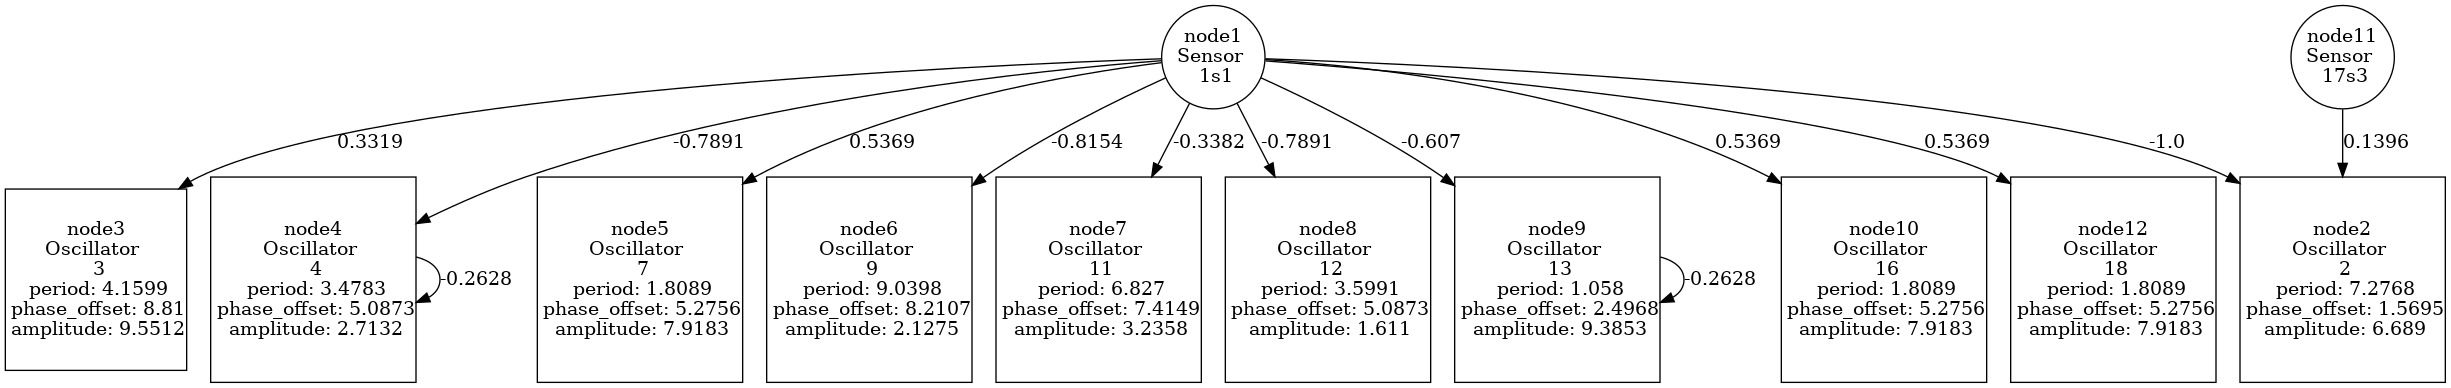 node1
Sensor
1s1
node11
Sensor
17s3
0.3319
-0.7891
0.5369
-0.8154
-0.3382
-0.7891
-0.607
0.5369
0.5369
-1.0
0.1396
node3
Oscillator
3
period: 4.1599
phase_offset: 8.81
amplitude: 9.5512
node4
Oscillator
4
period: 3.4783
phase_offset: 5.0873
amplitude: 2.7132
-0.2628
node5
Oscillator
7
period: 1.8089
phase_offset: 5.2756
amplitude: 7.9183
node6
Oscillator
9
period: 9.0398
phase_offset: 8.2107
amplitude: 2.1275
node7
Oscillator
11
period: 6.827
phase_offset: 7.4149
amplitude: 3.2358
node8
Oscillator
12
period: 3.5991
phase_offset: 5.0873
amplitude: 1.611
node9
Oscillator
13
period: 1.058
phase_offset: 2.4968
amplitude: 9.3853
-0.2628
node10
Oscillator
16
period: 1.8089
phase_offset: 5.2756
amplitude: 7.9183
node12
Oscillator
18
period: 1.8089
phase_offset: 5.2756
amplitude: 7.9183
node2
Oscillator
2
period: 7.2768
phase_offset: 1.5695
amplitude: 6.689